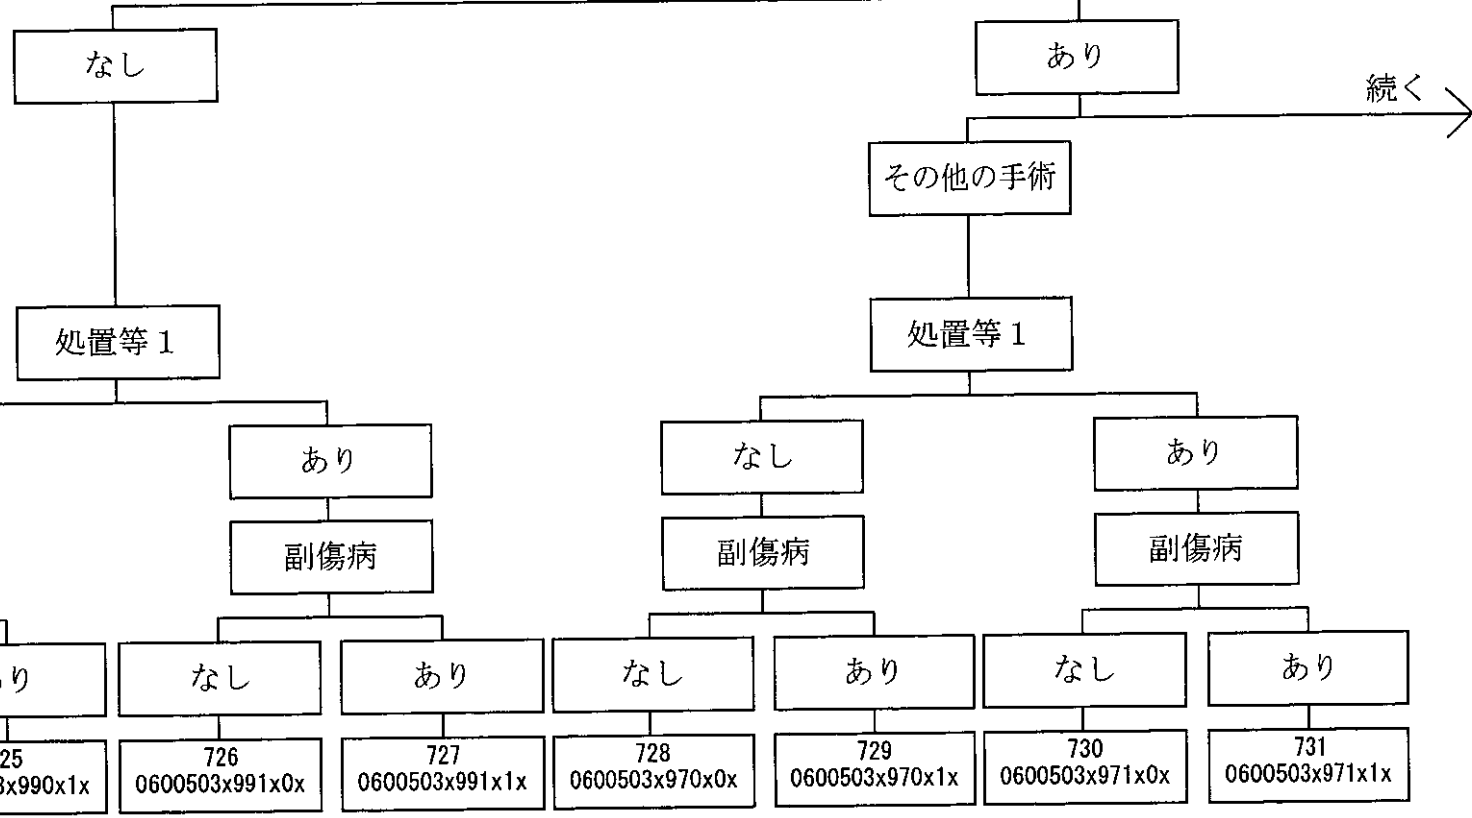 なし
あり
続く
その他の手術
処置等1
処置等1
あり
なし
あり
副傷病
副傷病
副傷病
り
なし
あり
なし
あり
なし
あり
25
3x990x1x
726
0600503x991x0x
727
0600503x991x1x
728
0600503x970x0x
729
0600503x970x1x
730
0600503x971x0x
731
0600503x971x1x